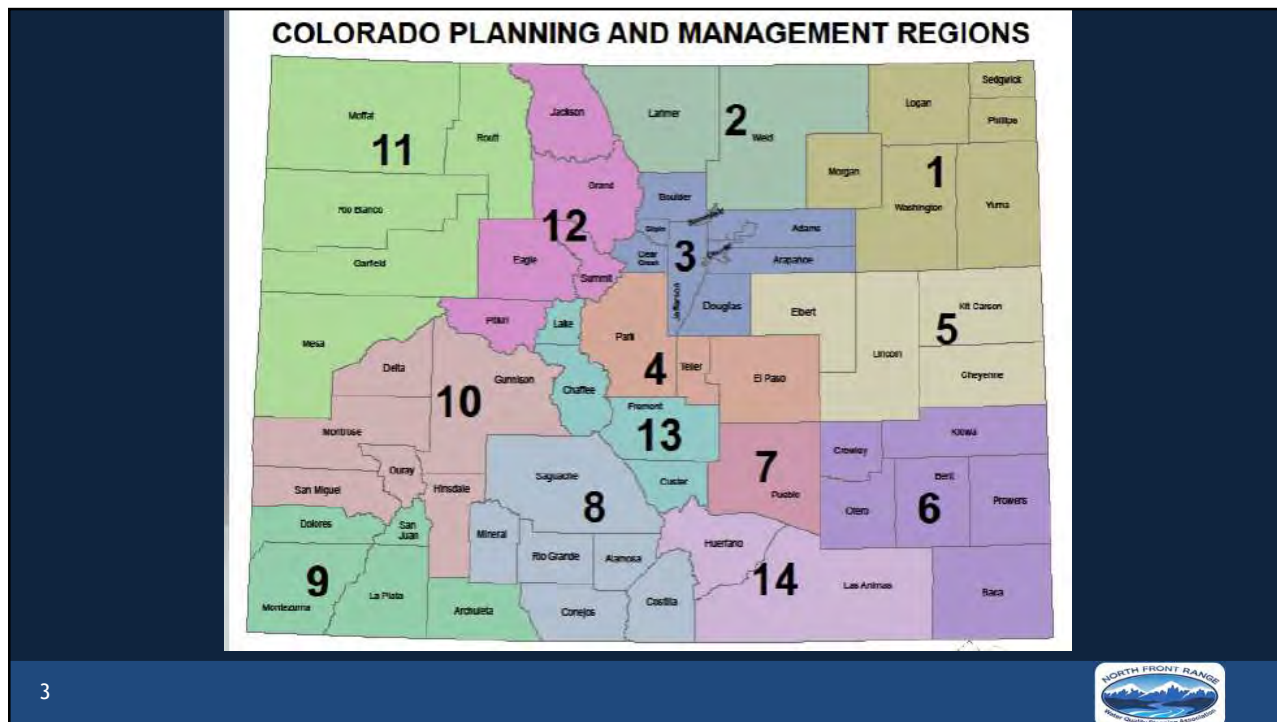 COLORADO PLANNING AND MANAGEMENT REGIONS
Moffat
11
Routt
Jackson
Larimer
2
Weld
Logan
Sedgwick
Phillips
Morgan
1
Washington
Yuma
Rio Blanco
Garfield
Grand
12
Eagle
Summit
Pitkin
Boulder
Gilpin
Clear
Creek
3
Jefferson
Adams
Arapahoe
Douglas
Elbert
5
Kit Carson
Lincoln
Cheyenne
Mesa
Delta
10
Gunnison
Lake
Chaffee
Park
4
Teller
El Paso
Fremont
13
Custer
Montrose
Ouray
San Miguel
Hinsdale
Saguache
8
7
Pueblo
Crowley
Kiowa
Bent
6
Otero
Prowers
Dolores
San
Juan
9
Montezuma
La Plata
Archuleta
Mineral
Rio Grande
Alamosa
Conejos
Costilla
Huerfano
14
Las Animas
Baca
3
NORTH FRONT RANGE
Water Quality Planning Association